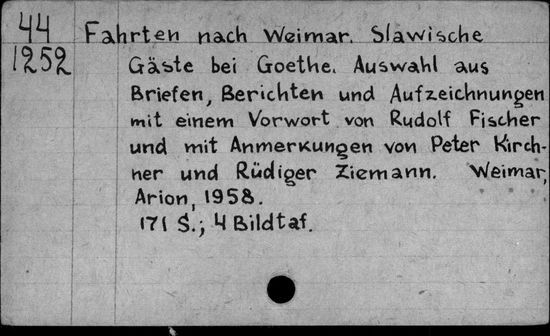 44 Fahrten nach Weimar. Slawische
1252 Gäste bei Goethe. Auswahl aus
Briefen, Berichten und Aufzeichnungen
mit einem Vorwort von Rudolf Fischer
und mit Anmerkungen von Peter Kirch-
ner und Rüdiger Ziemann. Weimar,
Arion, 1958.
171 S.; 4 Bildtaf.